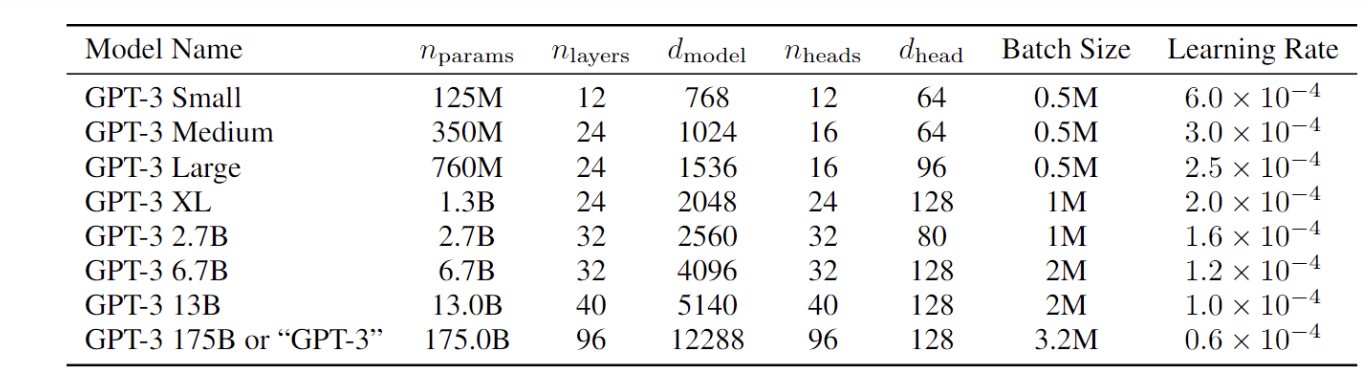 Model Name n_params n_layers d_model n_heads d_head Batch Size Learning Rate
GPT-3 Small 125M 12 768 12 64 0.5M 6.0 × 10⁻⁴
GPT-3 Medium 350M 24 1024 16 64 0.5M 3.0 × 10⁻⁴
GPT-3 Large 760M 24 1536 16 96 0.5M 2.5 × 10⁻⁴
GPT-3 XL 1.3B 24 2048 24 128 1M 2.0 × 10⁻⁴
GPT-3 2.7B 2.7B 32 2560 32 80 1M 1.6 × 10⁻⁴
GPT-3 6.7B 6.7B 32 4096 32 128 2M 1.2 × 10⁻⁴
GPT-3 13B 13.0B 40 5140 40 128 2M 1.0 × 10⁻⁴
GPT-3 175B or “GPT-3” 175.0B 96 12288 96 128 3.2M 0.6 × 10⁻⁴